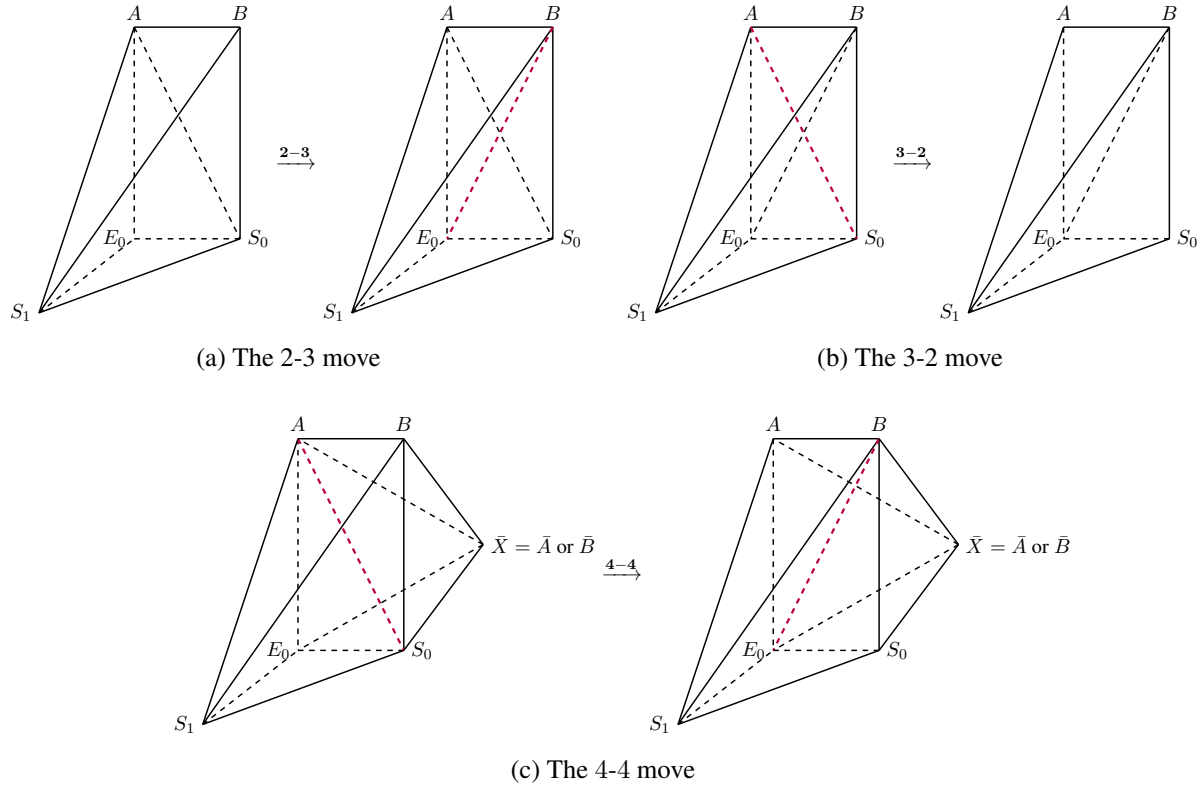 A B A B A B A B
2−3 3−2
E₀ S₀ E₀ S₀ E₀ S₀ E₀ S₀
S₁ S₁ S₁ S₁
(a) The 2-3 move
(b) The 3-2 move
A B A B
X̄ = Ā or B̄ 4−4 X̄ = Ā or B̄
E₀ S₀ E₀ S₀
S₁ S₁
(c) The 4-4 move